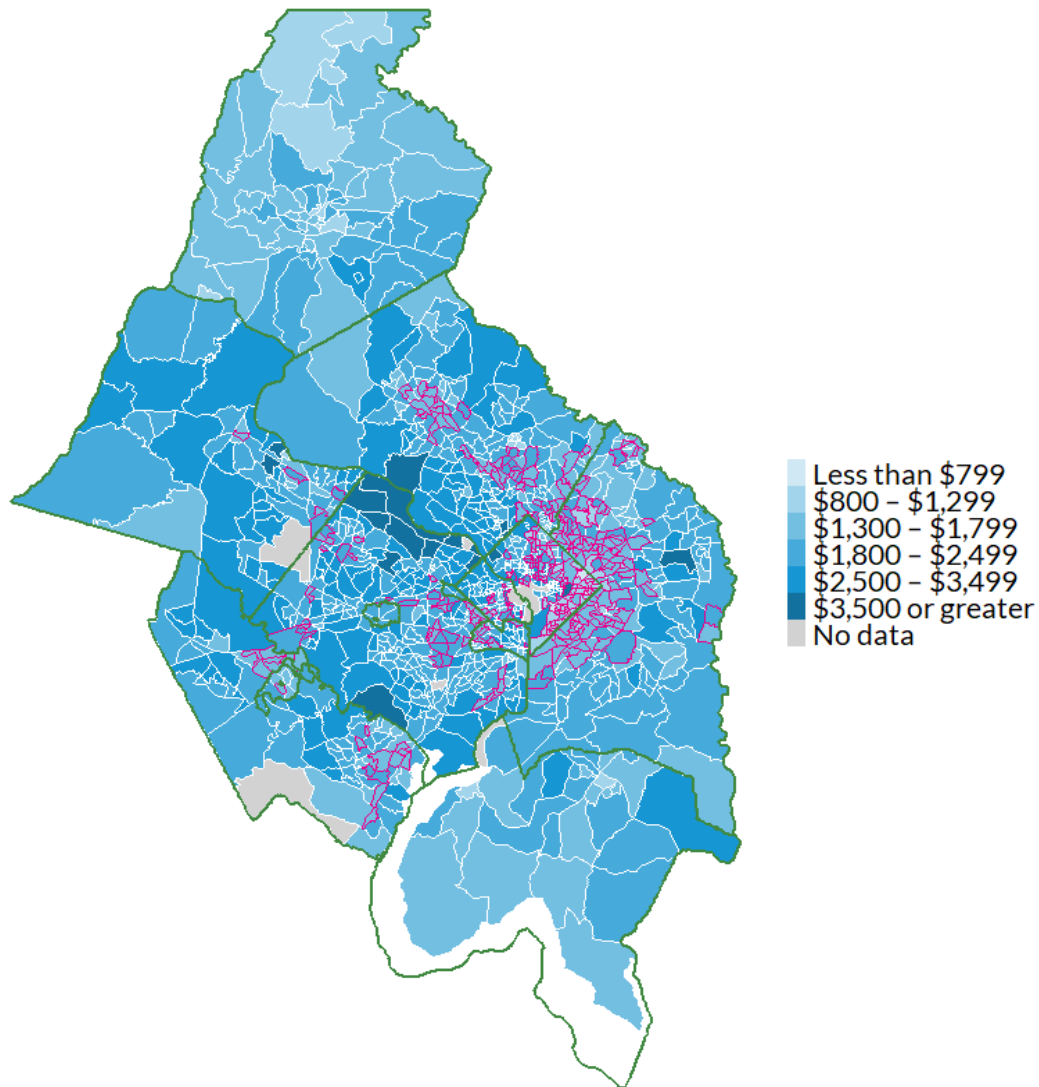 Less than $799
$800 – $1,299
$1,300 – $1,799
$1,800 – $2,499
$2,500 – $3,499
$3,500 or greater
No data